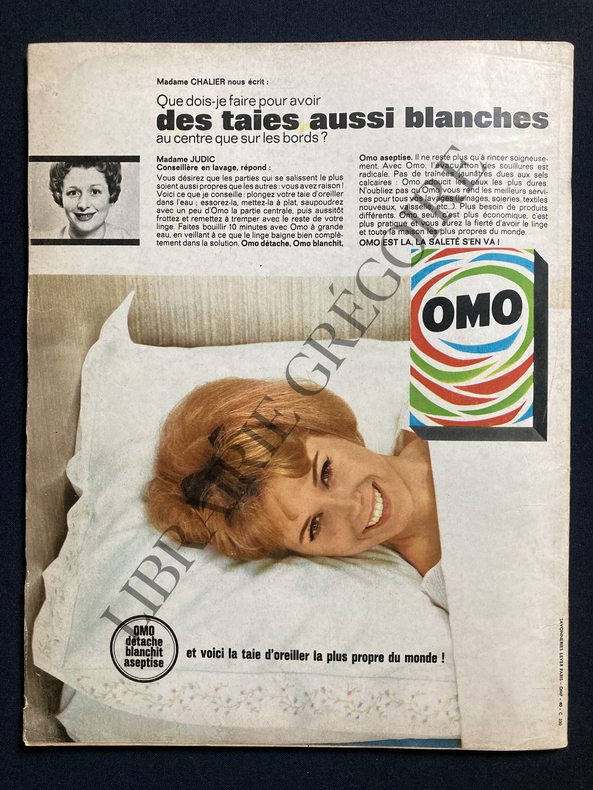 Madame CHALIER nous écrit :
Que dois-je faire pour avoir
des taies aussi blanches
au centre que sur les bords ?
Madame JUDIC
Conseillère en lavage, répond :
Vous désirez que les parties qui se salissent le plus
soient aussi propres que les autres : vous avez raison !
Voici ce que je conseille : plongez votre taie d'oreiller
dans l'eau ; essorez-la, mettez-la à plat, saupoudrez
avec un peu d'Omo la partie centrale, puis aussitôt
frottez et remettez à tremper avec le reste de votre
linge. Faites bouillir 10 minutes avec Omo à grande
eau, en veillant à ce que le linge baigne bien complè-
tement dans la solution. Omo détache, Omo blanchit,
Omo aseptise. Il ne reste plus qu'à rincer soigneuse-
ment. Avec Omo, l'évacuation des souillures est
radicale. Pas de traînées jaunâtres dues aux sels
calcaires : Omo adoucit les eaux les plus dures.
N'oubliez pas qu'Omo vous rend les meilleurs servi-
ces pour tous vos lavages (lainages, soieries, textiles
nouveaux, vaisselle, etc...). Plus besoin de produits
différents. Omo seul, c'est plus économique, c'est
plus pratique et vous aurez la fierté d'avoir le linge
et toute la maison les plus propres du monde.
OMO EST LA, LA SALETÉ S'EN VA !
OMO
LIBRAIRIE GRÉGOIRE
OMO
détache
blanchit
aseptise
et voici la taie d'oreiller la plus propre du monde !
SAVONNERIES LEVER PARIS -